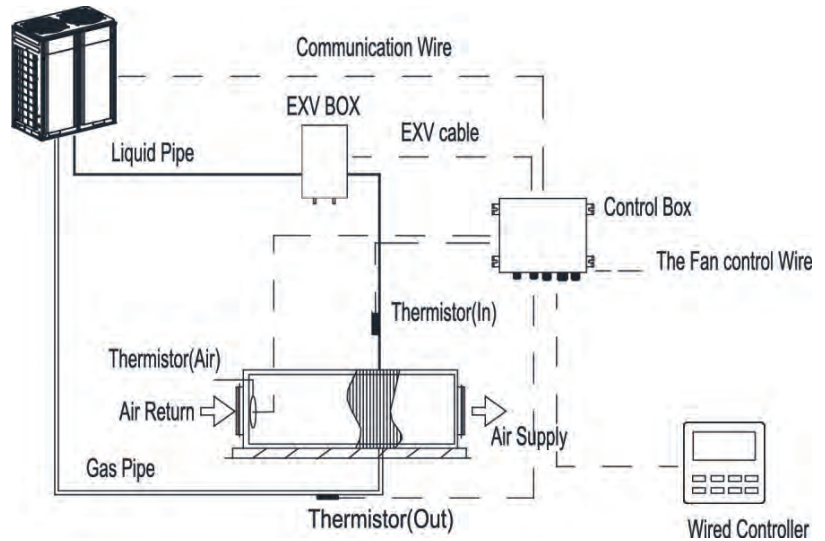 Communication Wire
EXV BOX
EXV cable
Liquid Pipe
Control Box
The Fan control Wire
Thermistor(In)
Thermistor(Air)
Air Return
Air Supply
Gas Pipe
Thermistor(Out)
Wired Controller